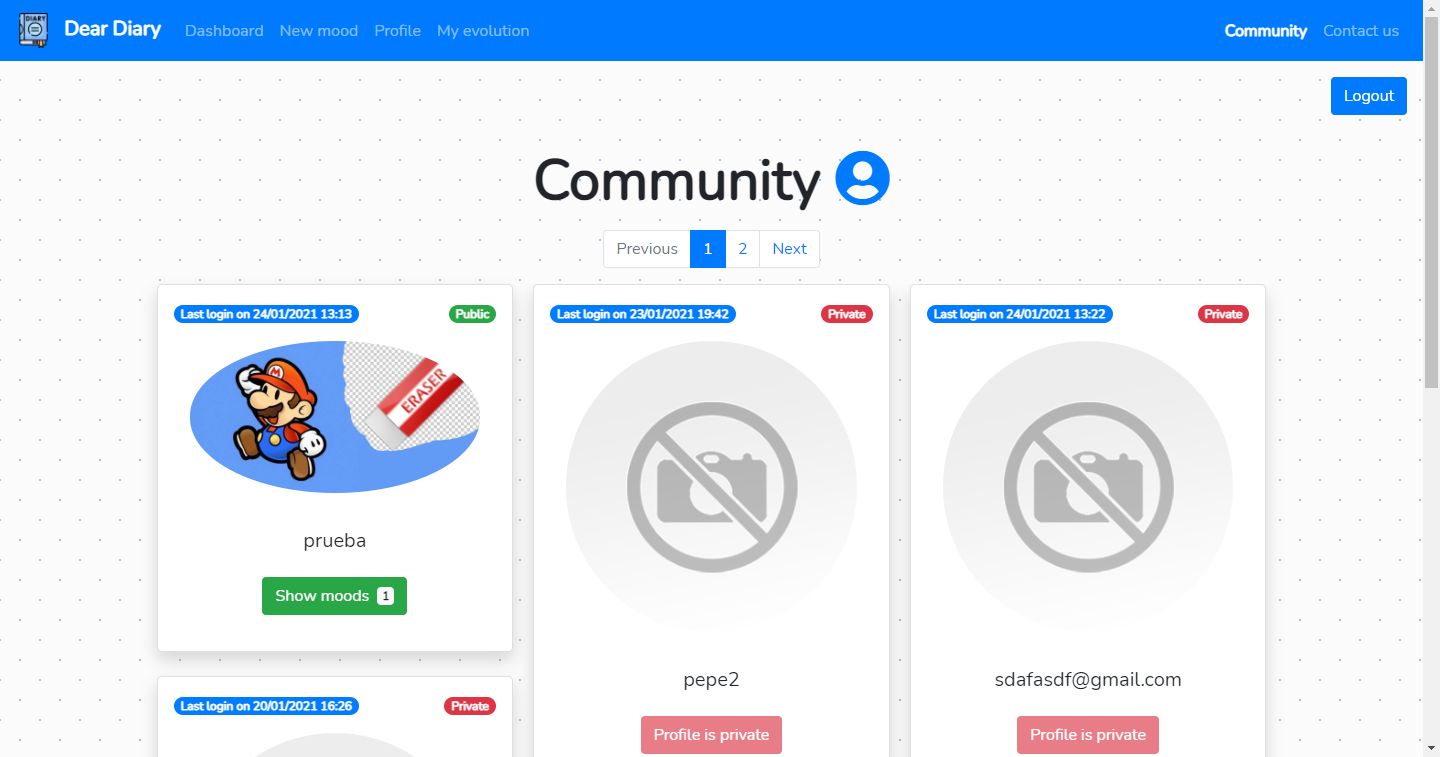 Dear Diary Dashboard New mood Profile My evolution Community Contact us
DIARY
Logout
Community
Previous 1 2 Next
Last login on 24/01/2021 13:13 Public
M
ERASER
prueba
Show moods 1
Last login on 23/01/2021 19:42 Private
pepe2
Profile is private
Last login on 24/01/2021 13:22 Private
sdafasdf@gmail.com
Profile is private
Last login on 20/01/2021 16:26 Private